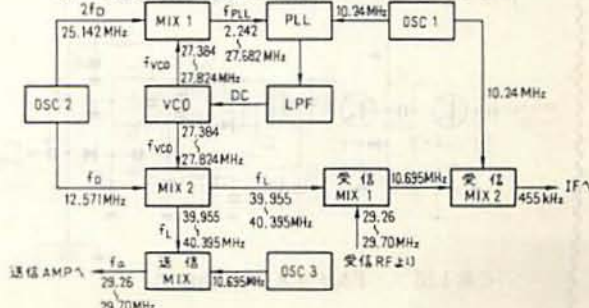 2fD
25.142MHz
MIX 1
fPLL
2.242
〜
27.682MHz
PLL
10.24MHz
OSC 1
fVCO
27.384
〜
27.824MHz
OSC 2
VCO
DC
LPF
10.24MHz
27.384
〜
27.824MHz
fVCO
fD
12.571MHz
MIX 2
fL
39.955
〜
40.395MHz
受信
MIX 1
10.695MHz
受信
MIX 2
IFへ
455kHz
fL
39.955
〜
40.395MHz
29.26
〜
29.70MHz
受信RFより
送信AMPへ
fo
29.26
〜
29.70MHz
送信
MIX
10.695MHz
OSC 3